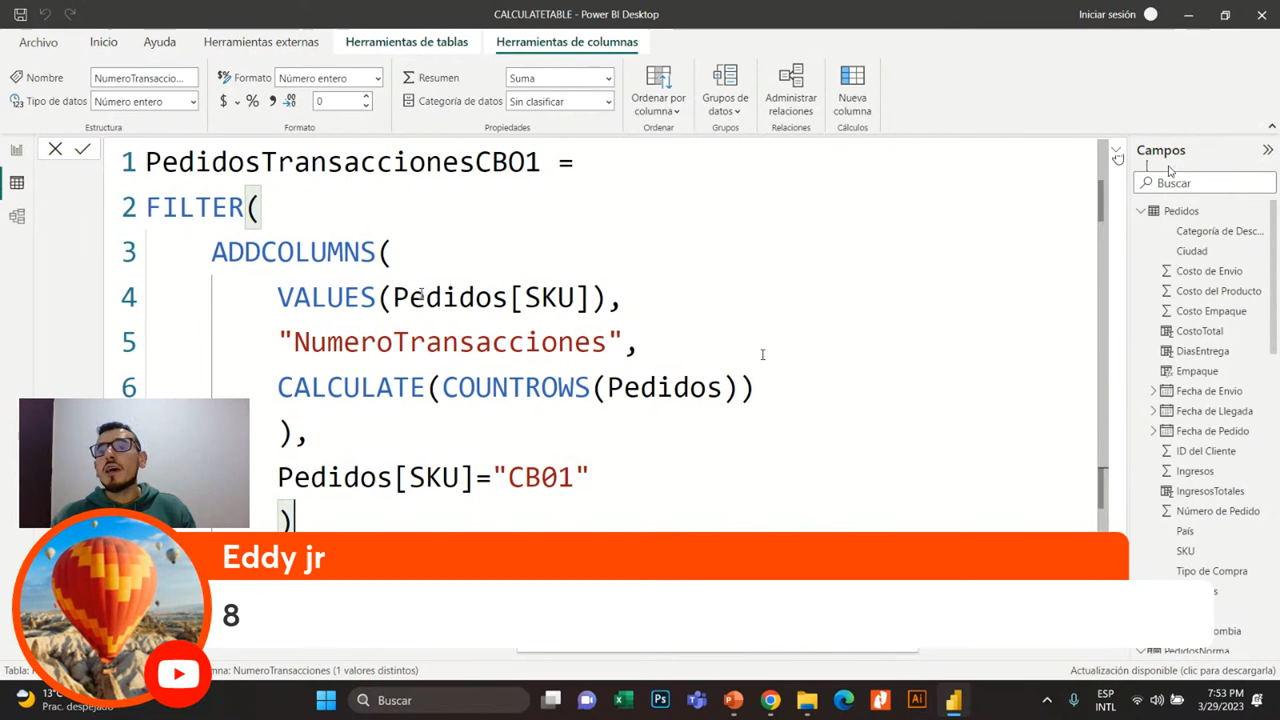 CALCULATETABLE - Power BI Desktop
Iniciar sesión
Archivo
Inicio
Ayuda
Herramientas externas
Herramientas de tablas
Herramientas de columnas
Nombre
NumeroTransaccio...
Tipo de datos
Número entero
Estructura
Formato
Número entero
$ % 0
Formato
Resumen
Suma
Categoría de datos
Sin clasificar
Propiedades
Ordenar por
columna
Ordenar
Grupos de
datos
Grupos
Administrar
relaciones
Relaciones
Nueva
columna
Cálculos
1 PedidosTransaccionesCBO1 =
2 FILTER(
3 ADDCOLUMNS(
4 VALUES(Pedidos[SKU]),
5 "NumeroTransacciones",
6 CALCULATE(COUNTROWS(Pedidos))
),
Pedidos[SKU]="CB01"
)
Campos
Buscar
Pedidos
Categoría de Desc...
Ciudad
Costo de Envio
Costo del Producto
Costo Empaque
CostoTotal
DiasEntrega
Empaque
Fecha de Envio
Fecha de Llegada
Fecha de Pedido
ID del Cliente
Ingresos
IngresosTotales
Número de Pedido
País
SKU
Tipo de Compra
Eddy jr
8
NumeroTransacciones (1 valores distintos)
Actualización disponible (clic para descargarla)
13°C
Prac. despejado
Buscar
ESP
INTL
7:53 PM
3/29/2023